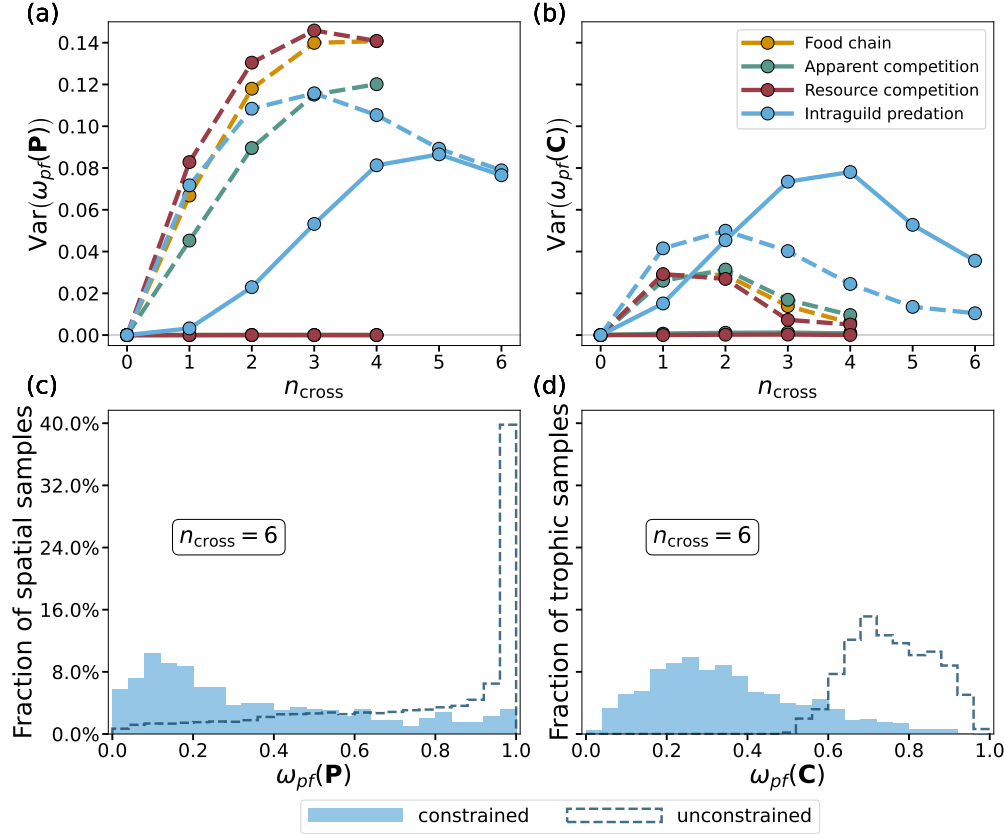 (a)
(b)
Var(ω_pf(P))
0.14
0.12
0.10
0.08
0.06
0.04
0.02
0.00
0 1 2 3 4 5 6
n_cross
Var(ω_pf(C))
Food chain
Apparent competition
Resource competition
Intraguild predation
0 1 2 3 4 5 6
n_cross
(c)
(d)
Fraction of spatial samples
40.0%
32.0%
24.0%
16.0%
8.0%
0.0%
n_cross = 6
0.0 0.2 0.4 0.6 0.8 1.0
ω_pf(P)
Fraction of trophic samples
n_cross = 6
0.0 0.2 0.4 0.6 0.8 1.0
ω_pf(C)
constrained
unconstrained